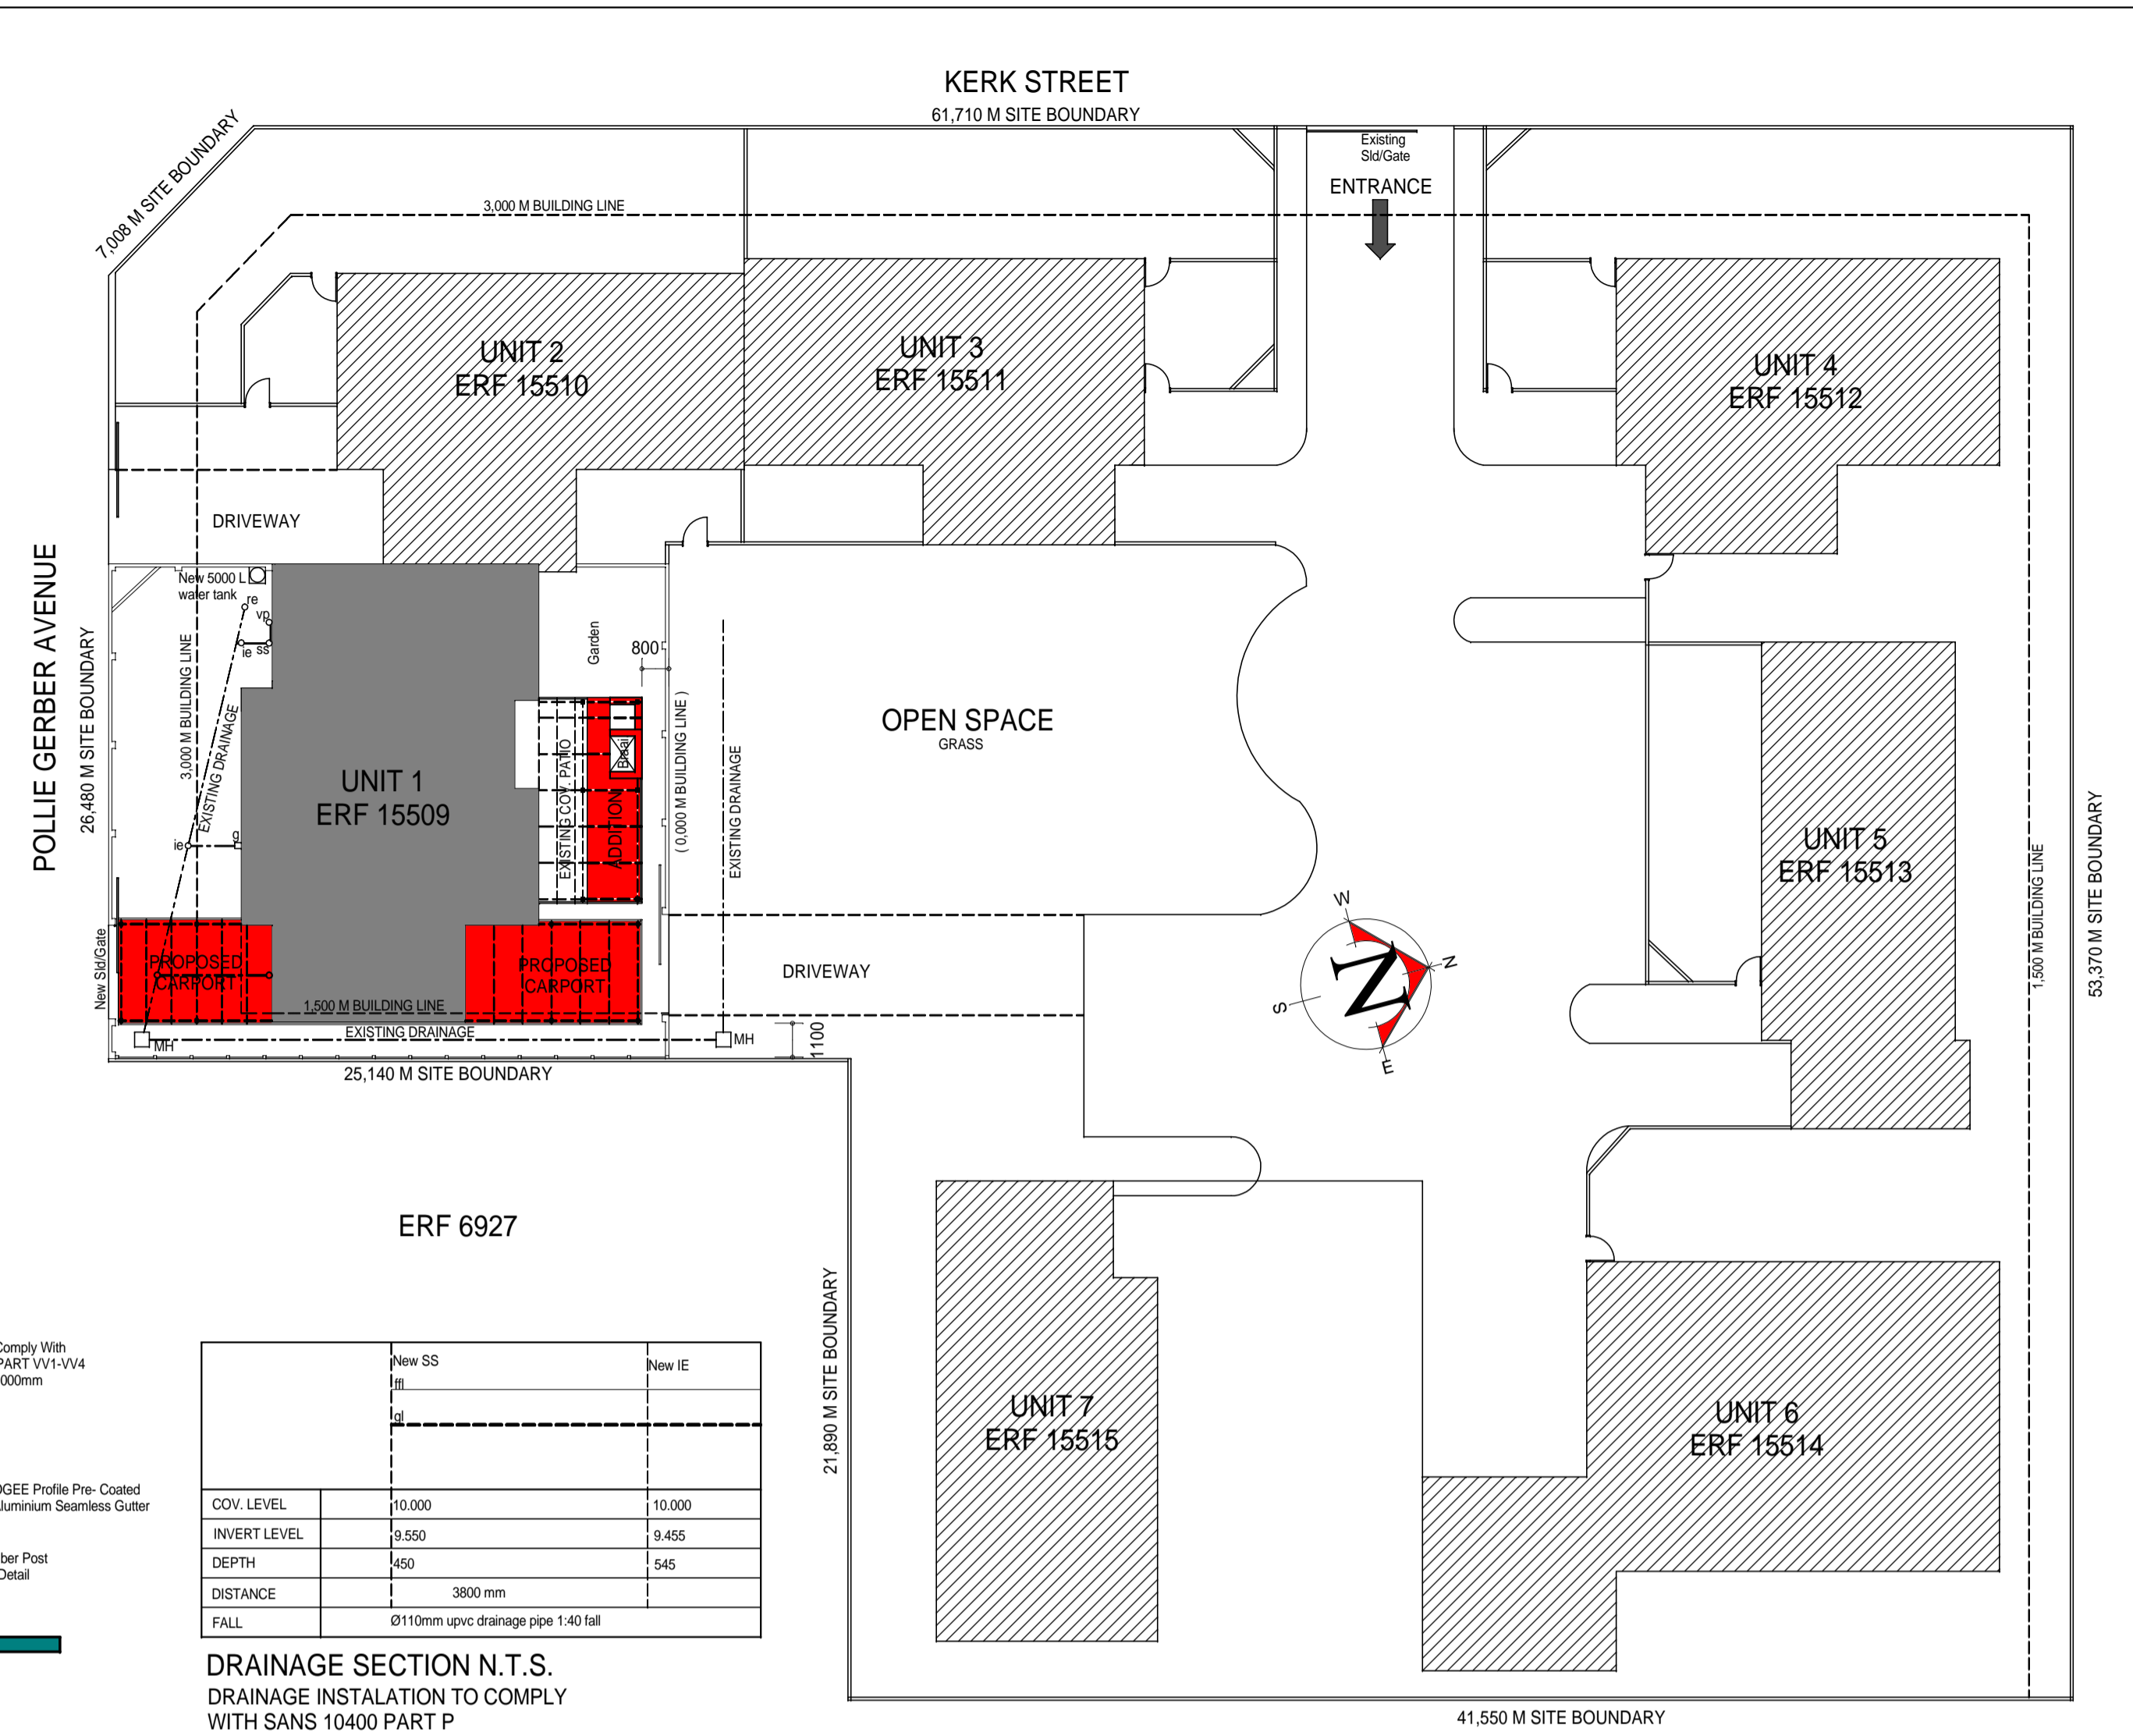 KERK STREET
61,710 M SITE BOUNDARY
7,008 M SITE BOUNDARY
Existing
Sld/Gate
ENTRANCE
3,000 M BUILDING LINE
UNIT 2
ERF 15510
UNIT 3
ERF 15511
UNIT 4
ERF 15512
DRIVEWAY
POLLIE GERBER AVENUE
26,480 M SITE BOUNDARY
New 5000 L
water tank
re
vp
ie
ss
3,000 M BUILDING LINE
EXISTING DRAINAGE
ie
g
Garden
800
UNIT 1
ERF 15509
EXISTING COV. PATIO
Braai
ADDITION
( 0,000 M BUILDING LINE )
EXISTING DRAINAGE
OPEN SPACE
GRASS
UNIT 5
ERF 15513
1,500 M BUILDING LINE
53,370 M SITE BOUNDARY
W
N
N
S
E
New Sld/Gate
PROPOSED
CARPORT
PROPOSED
CARPORT
DRIVEWAY
1,500 M BUILDING LINE
EXISTING DRAINAGE
MH
MH
1100
25,140 M SITE BOUNDARY
ERF 6927
21,890 M SITE BOUNDARY
UNIT 7
ERF 15515
UNIT 6
ERF 15514
41,550 M SITE BOUNDARY
Comply With
PART VV1-VV4
000mm
OGEE Profile Pre- Coated
Aluminium Seamless Gutter
ber Post
Detail
New SS
New IE
ffl
gl
COV. LEVEL 10.000 10.000
INVERT LEVEL 9.550 9.455
DEPTH 450 545
DISTANCE 3800 mm
FALL Ø110mm upvc drainage pipe 1:40 fall
DRAINAGE SECTION N.T.S.
DRAINAGE INSTALATION TO COMPLY
WITH SANS 10400 PART P